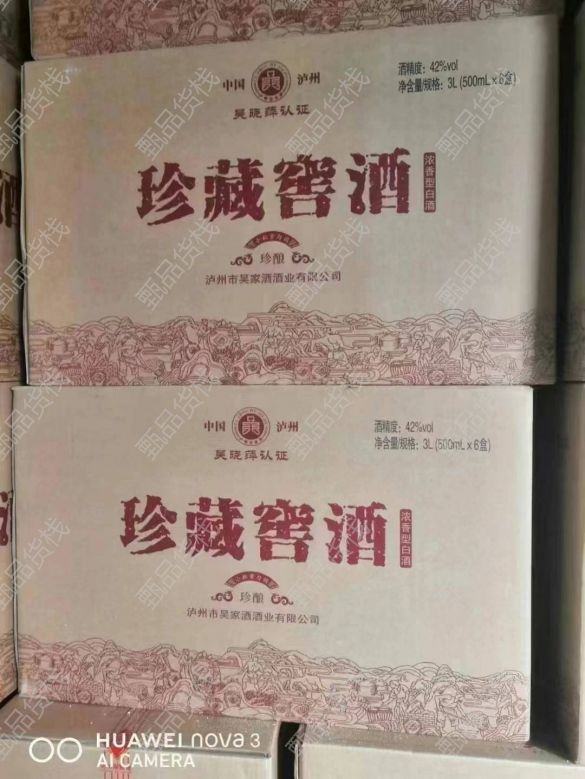 中国 泸州
吴晓萍认证
酒精度：42%vol
净含量/规格：3L(500mL×6盒)
珍藏窖酒
浓香型白酒
珍酿
泸州市吴家酒酒业有限公司
中国 泸州
吴晓萍认证
酒精度：42%vol
净含量/规格：3L(500mL×6盒)
珍藏窖酒
浓香型白酒
珍酿
泸州市吴家酒酒业有限公司
HUAWEI nova 3
AI CAMERA
甄品货栈